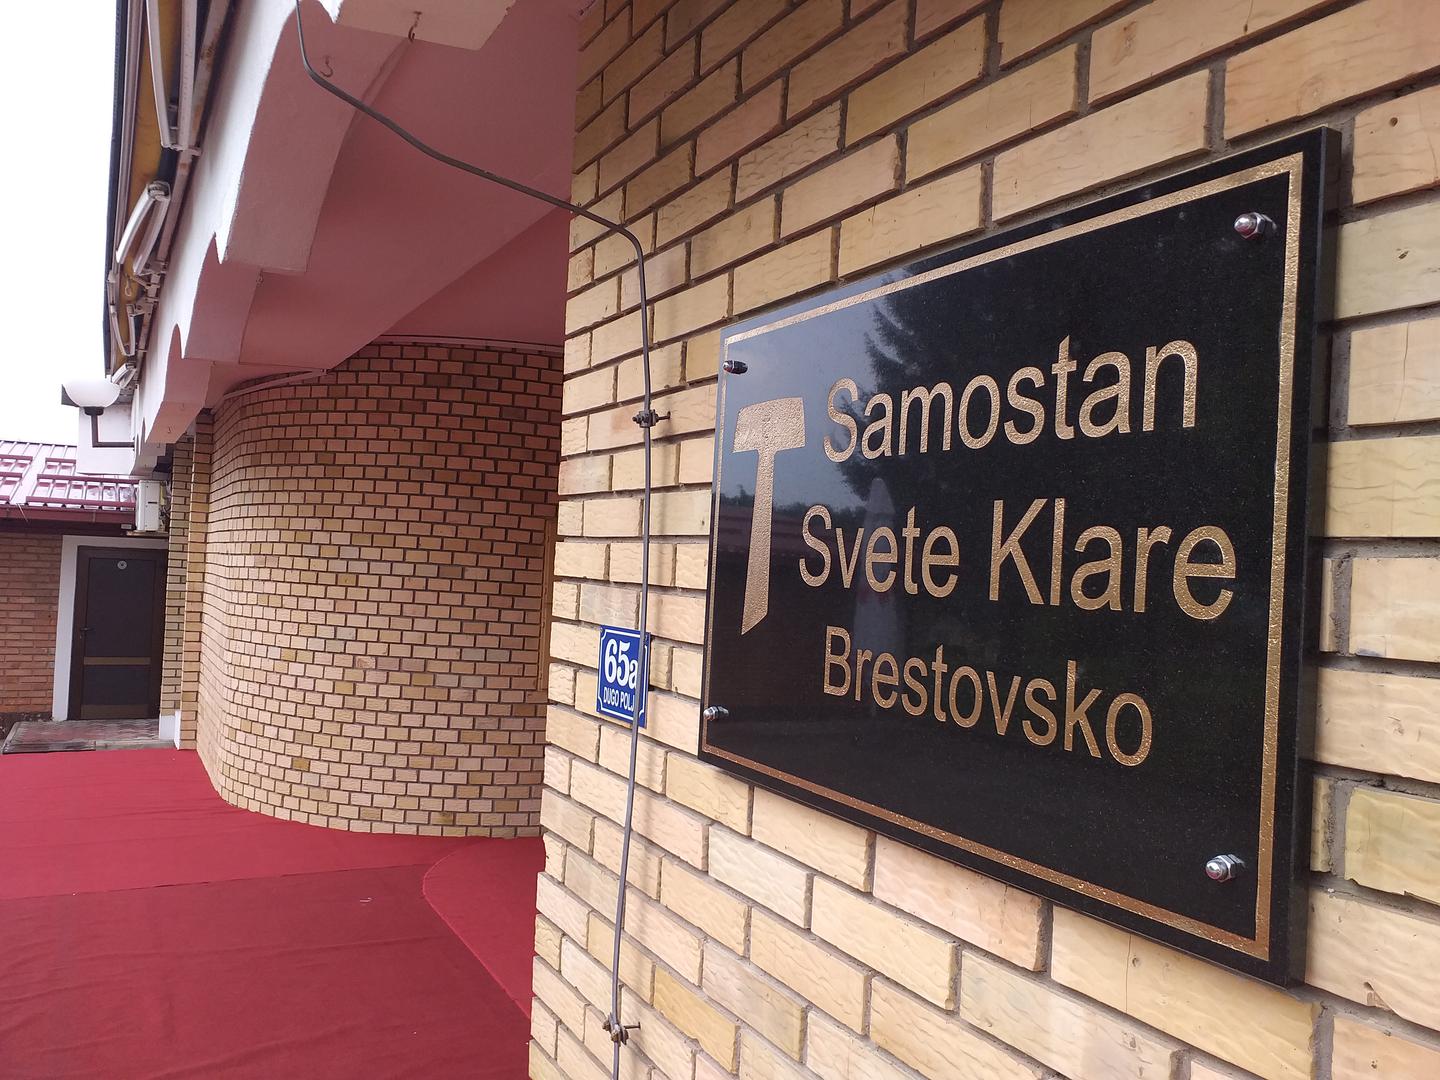 Samostan
Svete Klare
Brestovsko
65a
DUGO POLJ